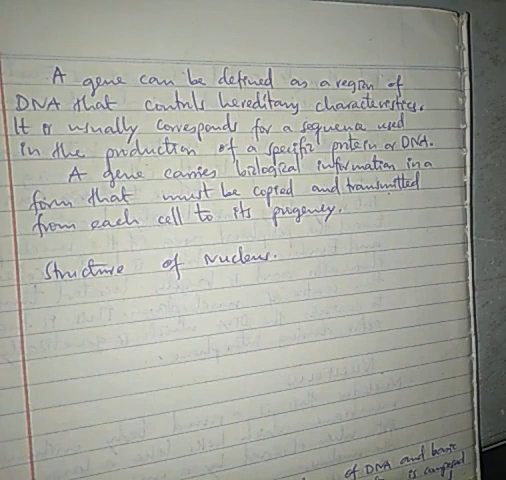 A gene can be defined as a region of
DNA that controls hereditary characteristics.
It is usually corresponds for a sequence used
in the production of a specific protein or DNA.
A gene carries biological information in a
form that must be copied and transmitted
from each cell to its progeney.
Structure of Nucleus.
of DNA and basic
is composed